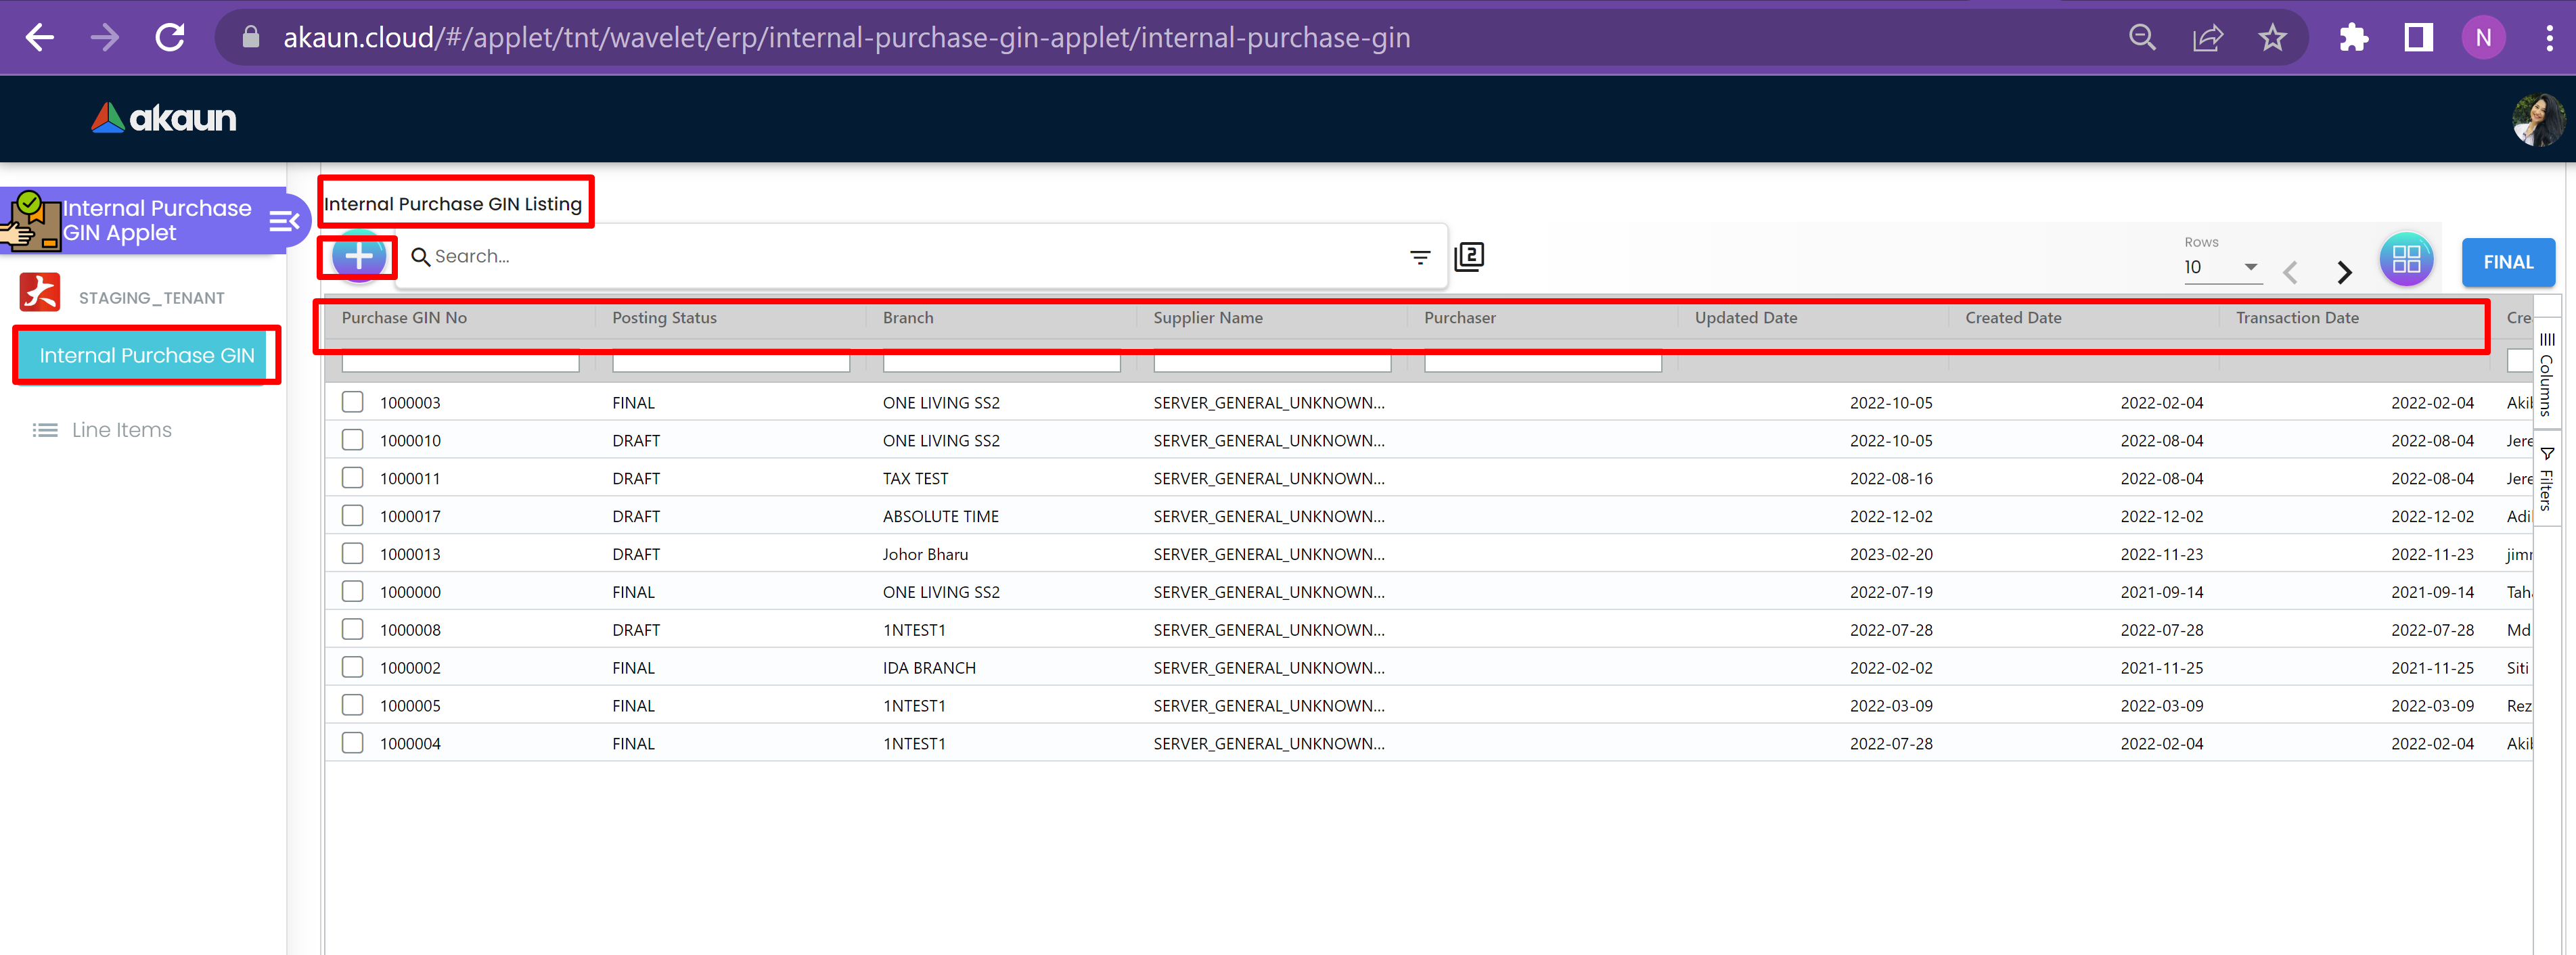 akaun.cloud/#/applet/tnt/wavelet/erp/internal-purchase-gin-applet/internal-purchase-gin
N
akaun
Internal Purchase
GIN Applet
STAGING_TENANT
Internal Purchase GIN
Line Items
Internal Purchase GIN Listing
Search...
2
Rows
10
FINAL
Purchase GIN No Posting Status Branch Supplier Name Purchaser Updated Date Created Date Transaction Date Cre
1000003 FINAL ONE LIVING SS2 SERVER_GENERAL_UNKNOWN... 2022-10-05 2022-02-04 2022-02-04 Akil
1000010 DRAFT ONE LIVING SS2 SERVER_GENERAL_UNKNOWN... 2022-10-05 2022-08-04 2022-08-04 Jere
1000011 DRAFT TAX TEST SERVER_GENERAL_UNKNOWN... 2022-08-16 2022-08-04 2022-08-04 Jere
1000017 DRAFT ABSOLUTE TIME SERVER_GENERAL_UNKNOWN... 2022-12-02 2022-12-02 2022-12-02 Adi
1000013 DRAFT Johor Bharu SERVER_GENERAL_UNKNOWN... 2023-02-20 2022-11-23 2022-11-23 jimr
1000000 FINAL ONE LIVING SS2 SERVER_GENERAL_UNKNOWN... 2022-07-19 2021-09-14 2021-09-14 Tah
1000008 DRAFT 1NTEST1 SERVER_GENERAL_UNKNOWN... 2022-07-28 2022-07-28 2022-07-28 Md
1000002 FINAL IDA BRANCH SERVER_GENERAL_UNKNOWN... 2022-02-02 2021-11-25 2021-11-25 Siti
1000005 FINAL 1NTEST1 SERVER_GENERAL_UNKNOWN... 2022-03-09 2022-03-09 2022-03-09 Rez
1000004 FINAL 1NTEST1 SERVER_GENERAL_UNKNOWN... 2022-07-28 2022-02-04 2022-02-04 Akil
Columns
Filters